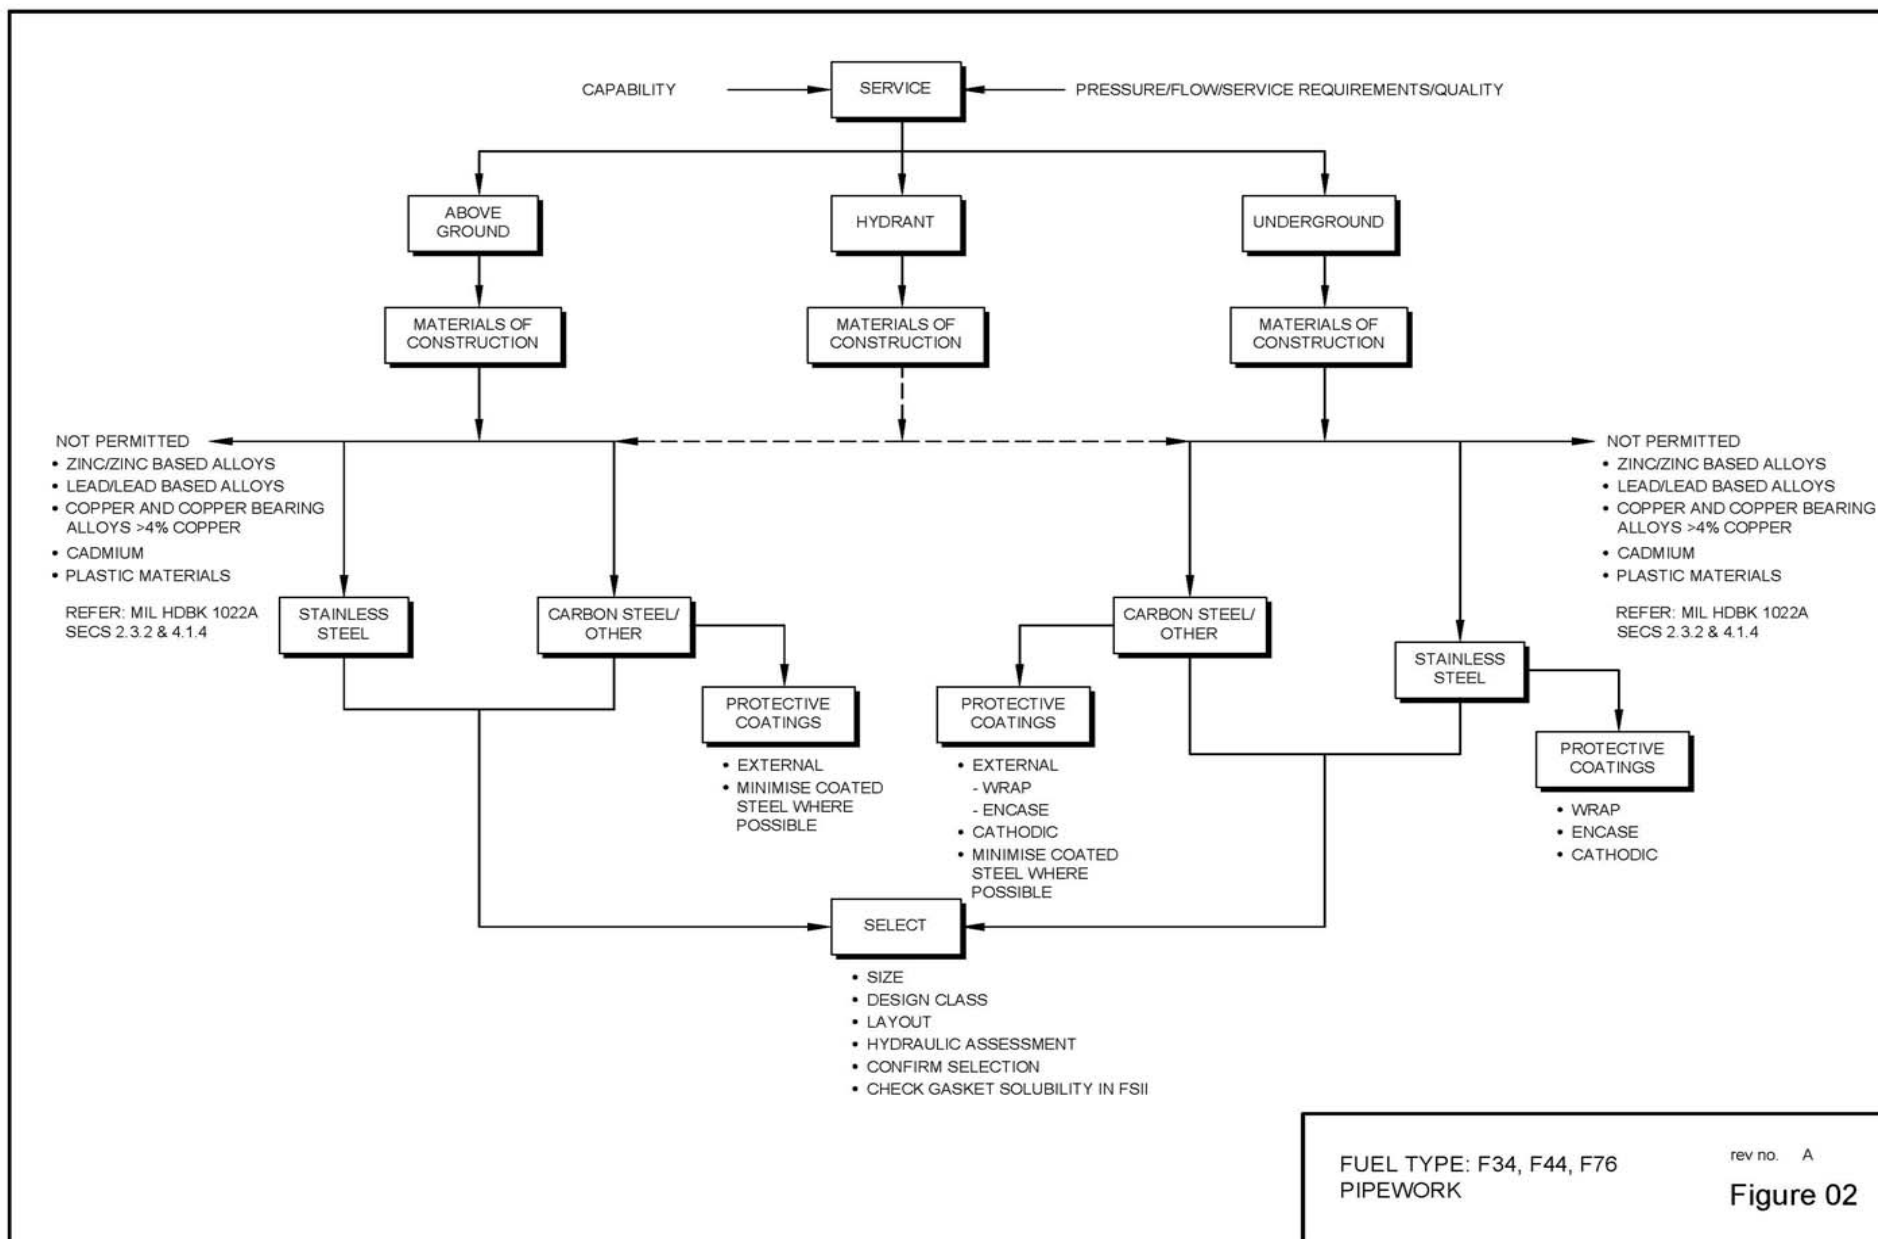 CAPABILITY
SERVICE
PRESSURE/FLOW/SERVICE REQUIREMENTS/QUALITY
ABOVE
GROUND
HYDRANT
UNDERGROUND
MATERIALS OF
CONSTRUCTION
MATERIALS OF
CONSTRUCTION
MATERIALS OF
CONSTRUCTION
NOT PERMITTED
• ZINC/ZINC BASED ALLOYS
• LEAD/LEAD BASED ALLOYS
• COPPER AND COPPER BEARING
ALLOYS >4% COPPER
• CADMIUM
• PLASTIC MATERIALS
REFER: MIL HDBK 1022A
SECS 2.3.2 & 4.1.4
STAINLESS
STEEL
CARBON STEEL/
OTHER
PROTECTIVE
COATINGS
• EXTERNAL
• MINIMISE COATED
STEEL WHERE
POSSIBLE
CARBON STEEL/
OTHER
PROTECTIVE
COATINGS
• EXTERNAL
- WRAP
- ENCASE
• CATHODIC
• MINIMISE COATED
STEEL WHERE
POSSIBLE
NOT PERMITTED
• ZINC/ZINC BASED ALLOYS
• LEAD/LEAD BASED ALLOYS
• COPPER AND COPPER BEARING
ALLOYS >4% COPPER
• CADMIUM
• PLASTIC MATERIALS
REFER: MIL HDBK 1022A
SECS 2.3.2 & 4.1.4
STAINLESS
STEEL
PROTECTIVE
COATINGS
• WRAP
• ENCASE
• CATHODIC
SELECT
• SIZE
• DESIGN CLASS
• LAYOUT
• HYDRAULIC ASSESSMENT
• CONFIRM SELECTION
• CHECK GASKET SOLUBILITY IN FSII
FUEL TYPE: F34, F44, F76
PIPEWORK
rev no. A
Figure 02